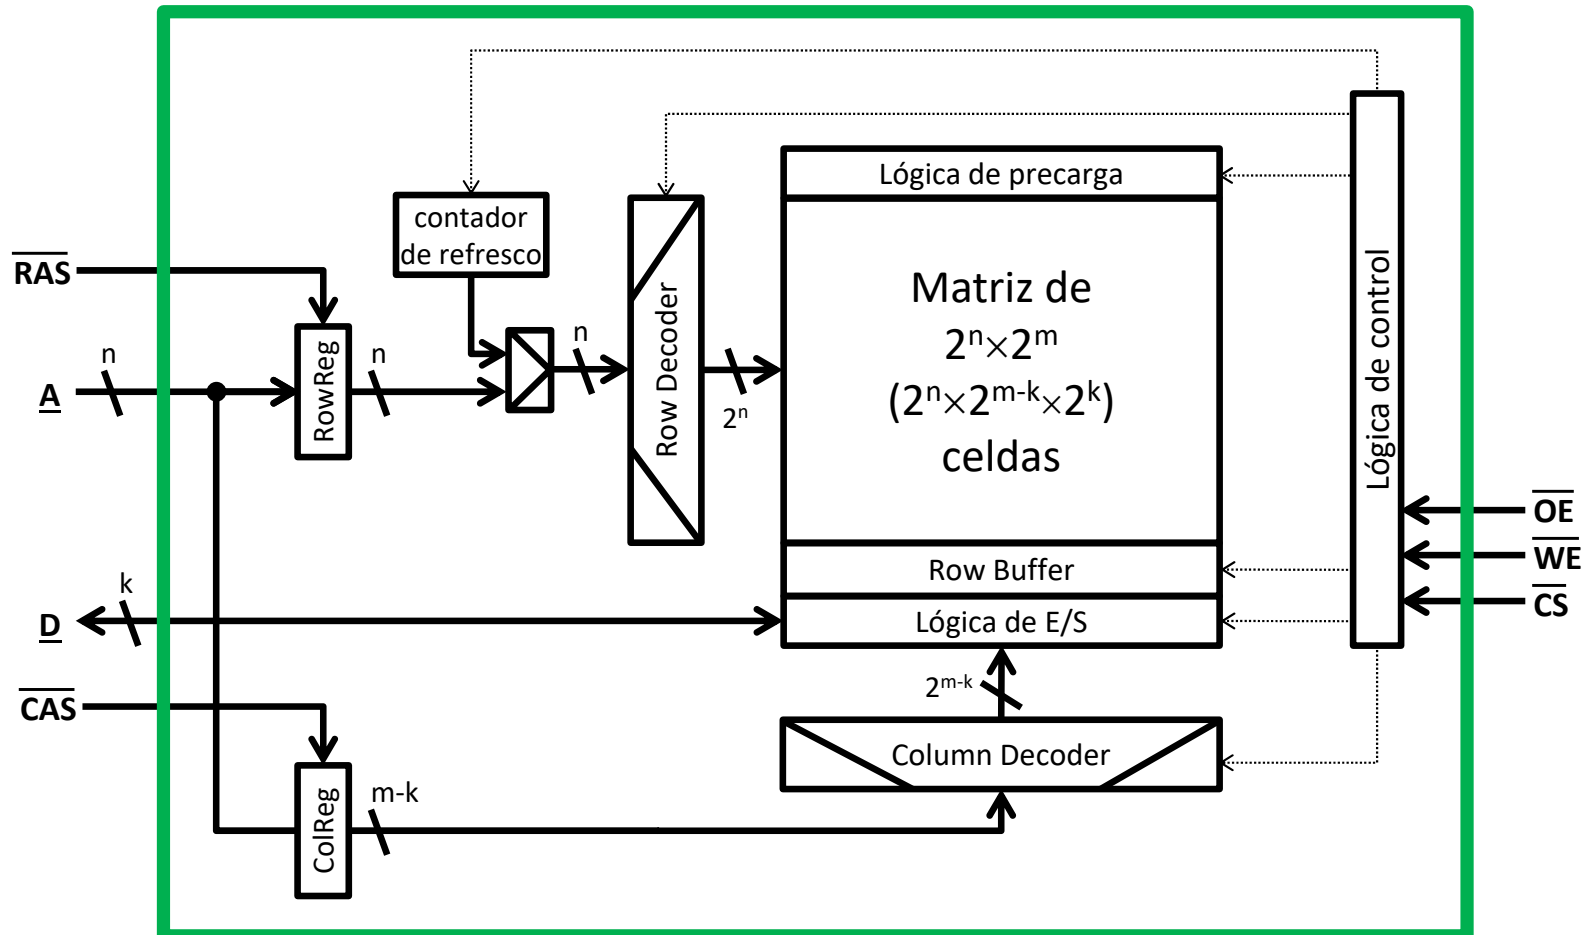 Lógica de precarga
contador
de refresco
RAS
Matriz de
2ⁿ×2ᵐ
(2ⁿ×2ᵐ⁻ᵏ×2ᵏ)
celdas
Row Decoder
Lógica de control
n
n
n
A
RowReg
2ⁿ
OE
WE
CS
Row Buffer
k
D
Lógica de E/S
2ᵐ⁻ᵏ
CAS
Column Decoder
m-k
ColReg